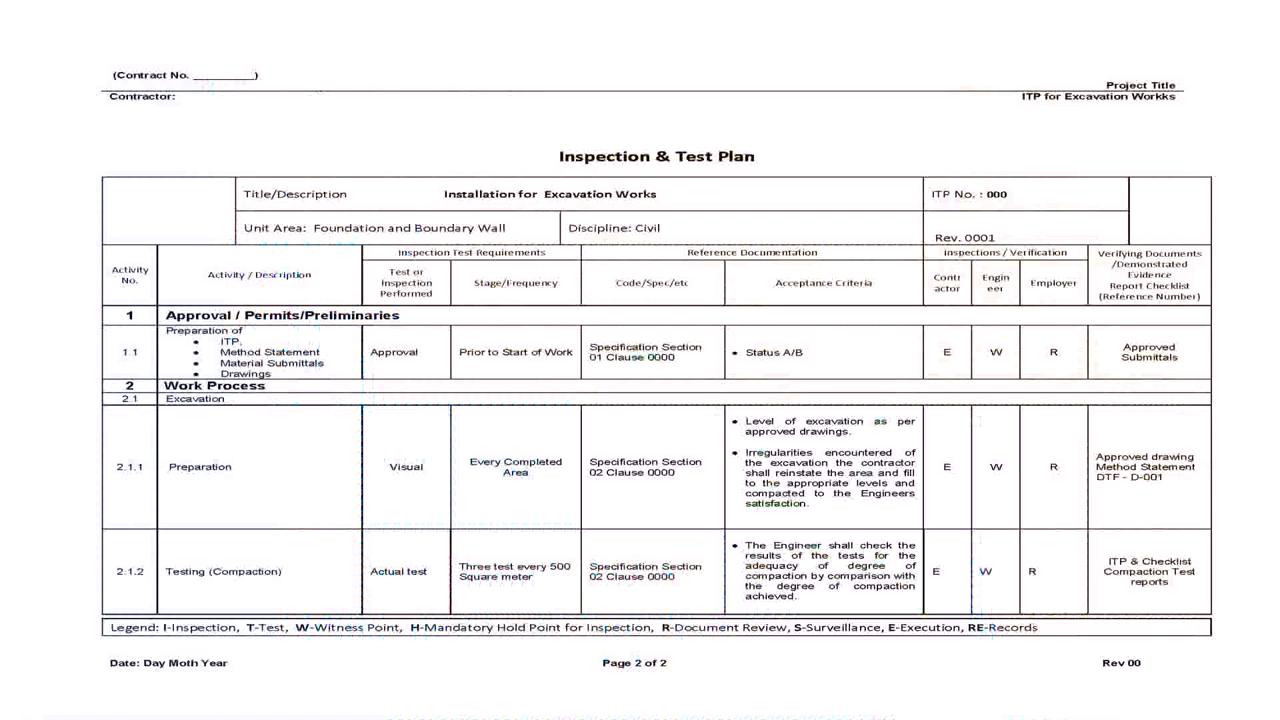 (Contract No. __________)
Project Title
Contractor:
ITP for Excavation Workks
Inspection & Test Plan
Title/Description
Installation for Excavation Works
ITP No. : 000
Unit Area: Foundation and Boundary Wall
Discipline: Civil
Rev. 0001
Activity
No.
Activity / Description
Inspection Test Requirements
Reference Documentation
Inspections / Verification
Verifying Documents
/Demonstrated
Evidence
Report Checklist
(Reference Number)
Test or
Inspection
Performed
Stage/Frequency
Code/Spec/etc
Acceptance Criteria
Contr
actor
Engin
eer
Employer
1 Approval / Permits/Preliminaries
1.1
Preparation of
• ITP,
• Method Statement
• Material Submittals
• Drawings
Approval
Prior to Start of Work
Specification Section
01 Clause 0000
• Status A/B
E
W
R
Approved
Submittals
2 Work Process
2.1 Excavation
2.1.1
Preparation
Visual
Every Completed
Area
Specification Section
02 Clause 0000
• Level of excavation as per
approved drawings.
• Irregularities encountered of
the excavation the contractor
shall reinstate the area and fill
to the appropriate levels and
compacted to the Engineers
satisfaction.
E
W
R
Approved drawing
Method Statement
DTF - D-001
2.1.2
Testing (Compaction)
Actual test
Three test every 500
Square meter
Specification Section
02 Clause 0000
• The Engineer shall check the
results of the tests for the
adequacy of degree of
compaction by comparison with
the degree of compaction
achieved.
E
W
R
ITP & Checklist
Compaction Test
reports
Legend: I-Inspection, T-Test, W-Witness Point, H-Mandatory Hold Point for Inspection, R-Document Review, S-Surveillance, E-Execution, RE-Records
Date: Day Moth Year
Page 2 of 2
Rev 00